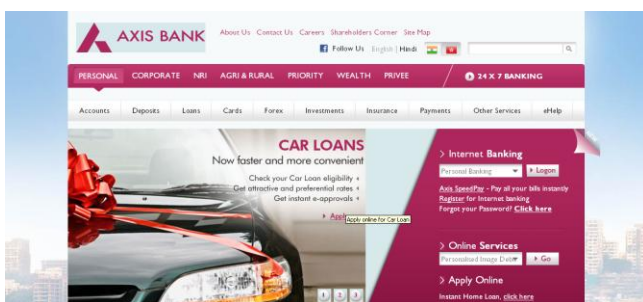 AXIS BANK
About Us Contact Us Careers Shareholders Corner Site Map
Follow Us English | Hindi
PERSONAL CORPORATE NRI AGRI & RURAL PRIORITY WEALTH PRIVEE
24 X 7 BANKING
Accounts Deposits Loans Cards Forex Investments Insurance Payments Other Services eHelp
CAR LOANS
Now faster and more convenient
Check your Car Loan eligibility
Get attractive and preferential rates
Get instant e-approvals
Apply online for Car Loan
1 2 3
> Internet Banking
Personal Banking Logon
Axis SpeedPay - Pay all your bills instantly
Register for Internet banking
Forgot your Password? Click here
> Online Services
Personalised Image Debit Go
> Apply Online
Instant Home Loan, click here